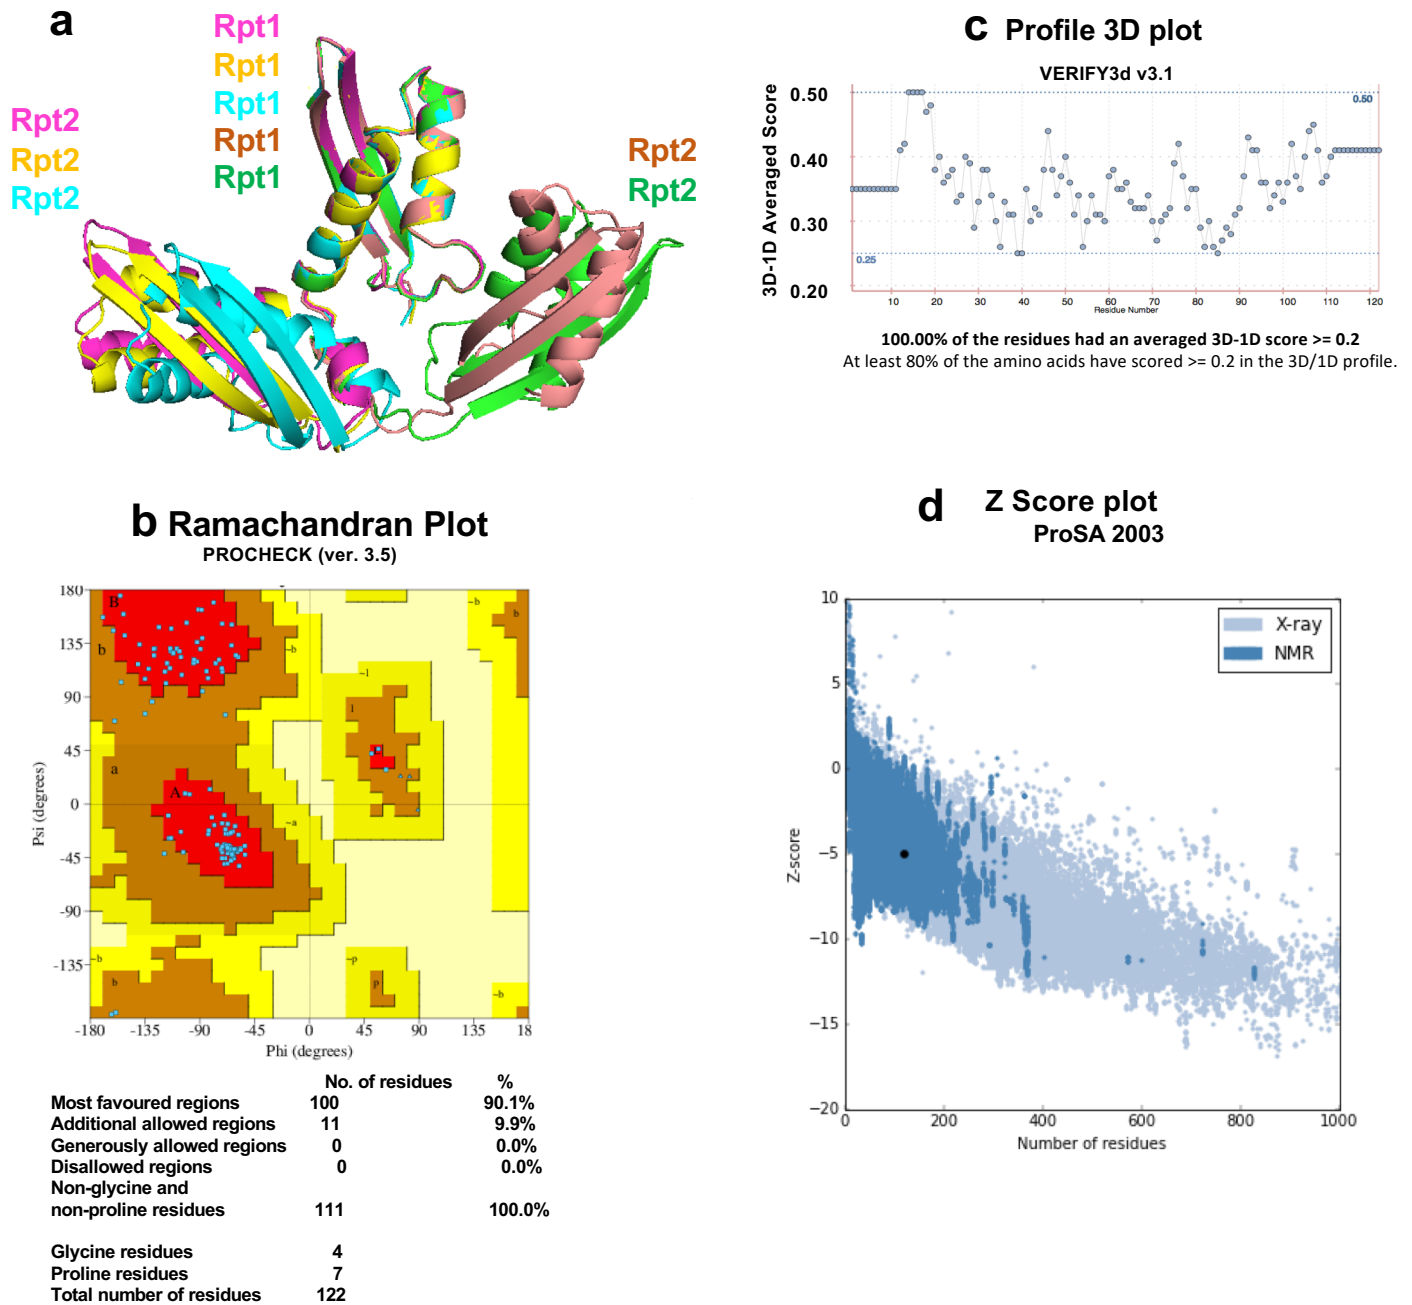 a
Rpt1
Rpt1
Rpt1
Rpt1
Rpt1
Rpt2
Rpt2
Rpt2
Rpt2
Rpt2
c Profile 3D plot
VERIFY3d v3.1
3D-1D Averaged Score
0.50
0.40
0.30
0.20
0.50
0.25
10 20 30 40 50 60 70 80 90 100 110 120
Residue Number
100.00% of the residues had an averaged 3D-1D score >= 0.2
At least 80% of the amino acids have scored >= 0.2 in the 3D/1D profile.
b Ramachandran Plot
PROCHECK (ver. 3.5)
Psi (degrees)
180
135
90
45
0
-45
-90
-135
B
b
~b
~b
b
~l
l
a
A
~a
~b
b
~p
p
~b
-180 -135 -90 -45 0 45 90 135 18
Phi (degrees)
No. of residues %
Most favoured regions 100 90.1%
Additional allowed regions 11 9.9%
Generously allowed regions 0 0.0%
Disallowed regions 0 0.0%
Non-glycine and
non-proline residues 111 100.0%
Glycine residues 4
Proline residues 7
Total number of residues 122
d Z Score plot
ProSA 2003
Z-score
10
5
0
−5
−10
−15
−20
X-ray
NMR
0 200 400 600 800 1000
Number of residues